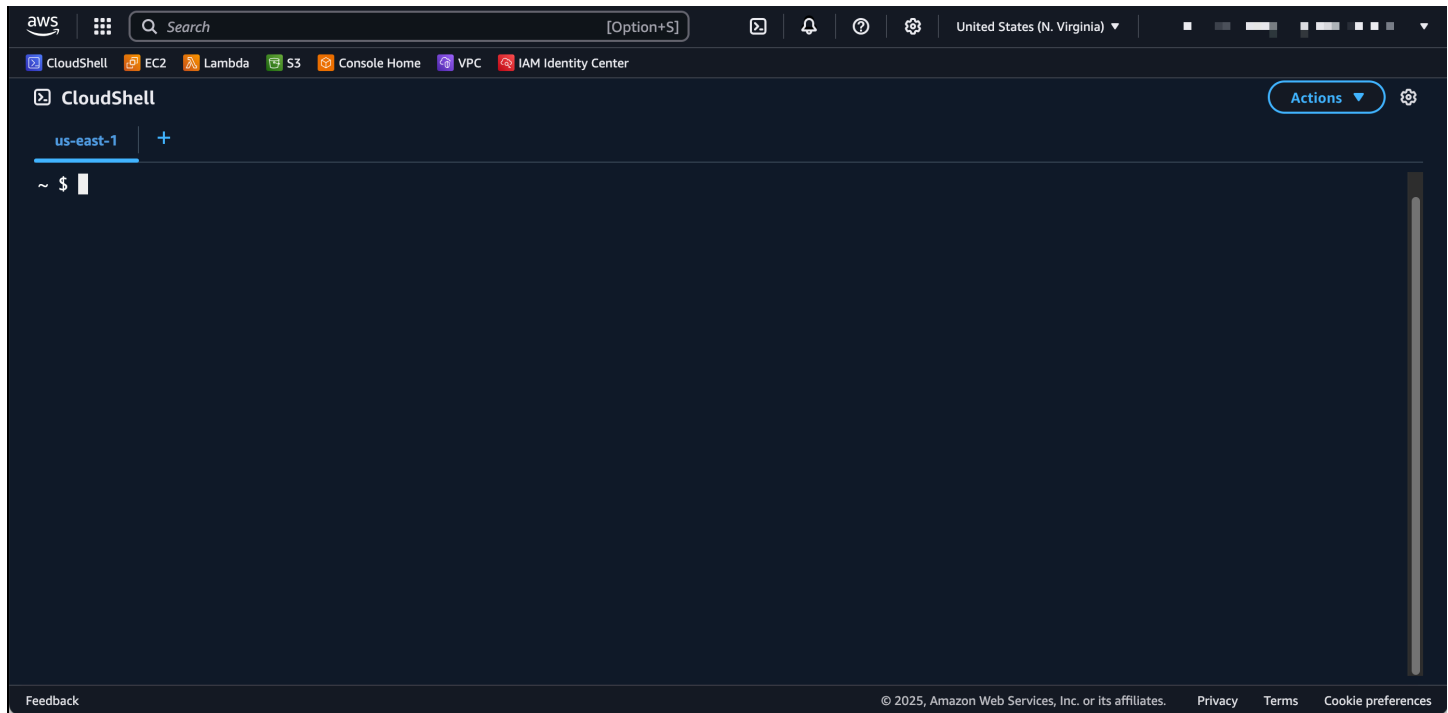 aws Search [Option+S] United States (N. Virginia)
CloudShell EC2 Lambda S3 Console Home VPC IAM Identity Center
CloudShell Actions
us-east-1 +
~ $
Feedback © 2025, Amazon Web Services, Inc. or its affiliates. Privacy Terms Cookie preferences